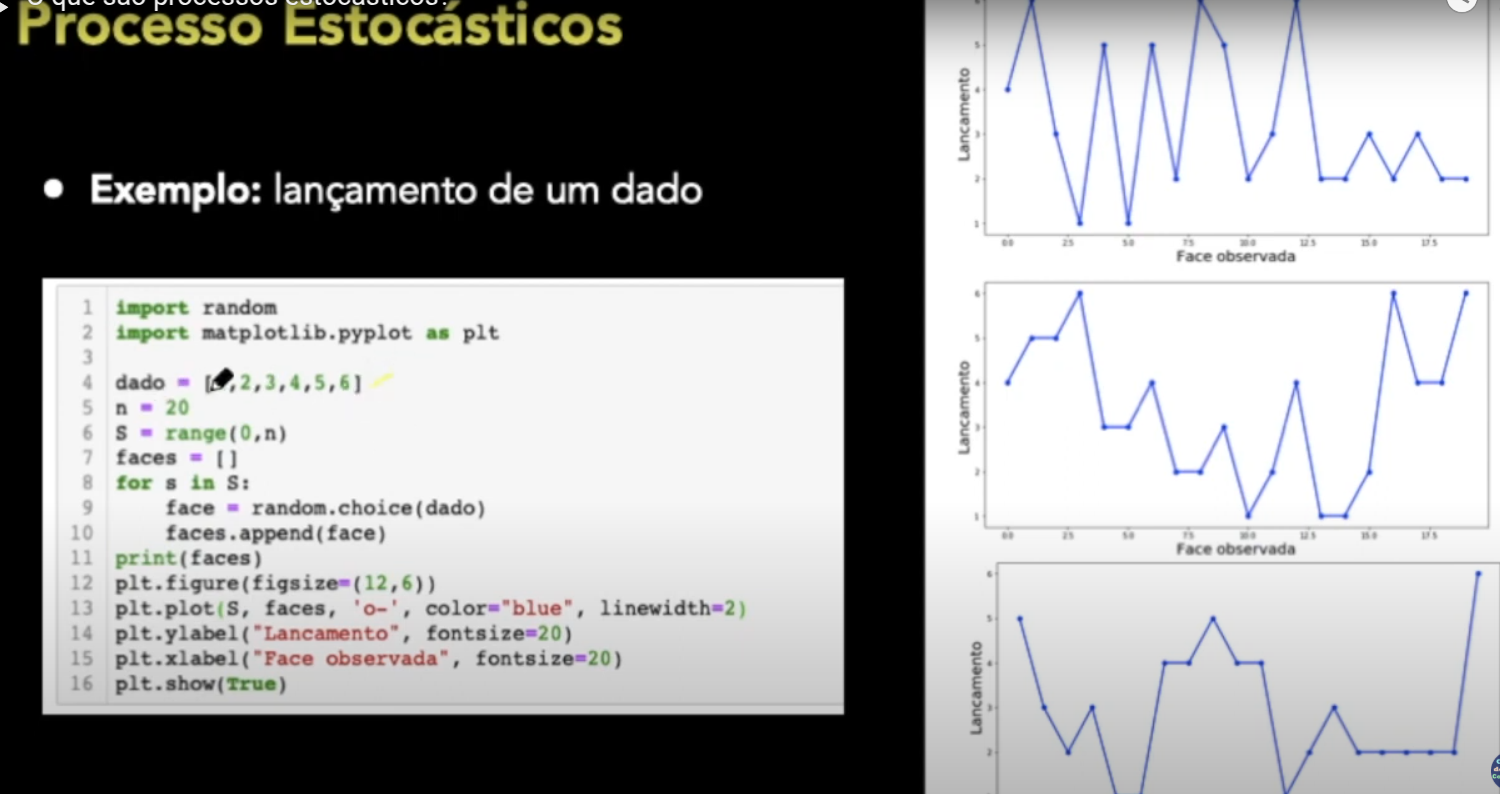 O que são processos estocásticos?
Processo Estocásticos
• Exemplo: lançamento de um dado
1 import random
2 import matplotlib.pyplot as plt
3
4 dado = [ ,2,3,4,5,6]
5 n = 20
6 S = range(0,n)
7 faces = []
8 for s in S:
9 face = random.choice(dado)
10 faces.append(face)
11 print(faces)
12 plt.figure(figsize=(12,6))
13 plt.plot(S, faces, 'o-', color="blue", linewidth=2)
14 plt.ylabel("Lancamento", fontsize=20)
15 plt.xlabel("Face observada", fontsize=20)
16 plt.show(True)
5
4
3
2
1
Lancamento
0.0 2.5 5.0 7.5 10.0 12.5 15.0 17.5
Face observada
6
5
4
3
2
1
Lancamento
0.0 2.5 5.0 7.5 10.0 12.5 15.0 17.5
Face observada
6
5
4
3
2
Lancamento